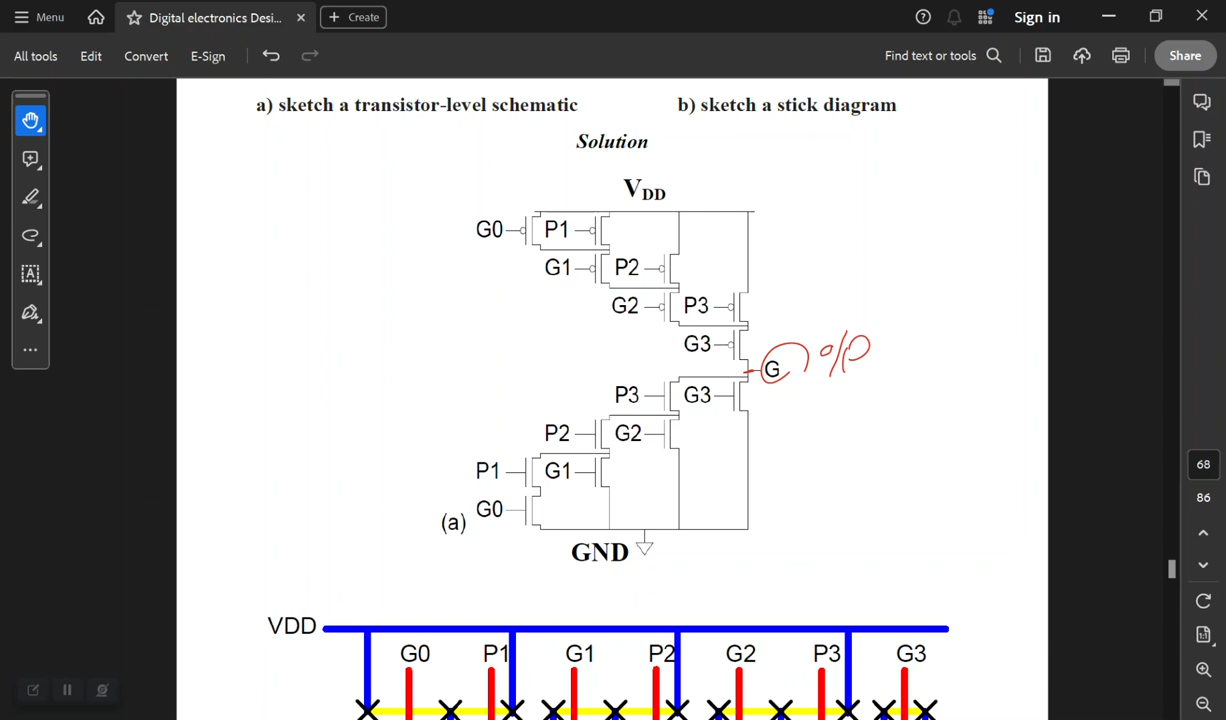 Menu
Digital electronics Desi...
Create
Sign in
All tools
Edit
Convert
E-Sign
Find text or tools
Share
a) sketch a transistor-level schematic b) sketch a stick diagram
Solution
VDD
G0 P1
G1 P2
G2 P3
G3
G o/p
P3 G3
P2 G2
P1 G1
G0
(a)
GND
68
86
VDD
G0 P1 G1 P2 G2 P3 G3